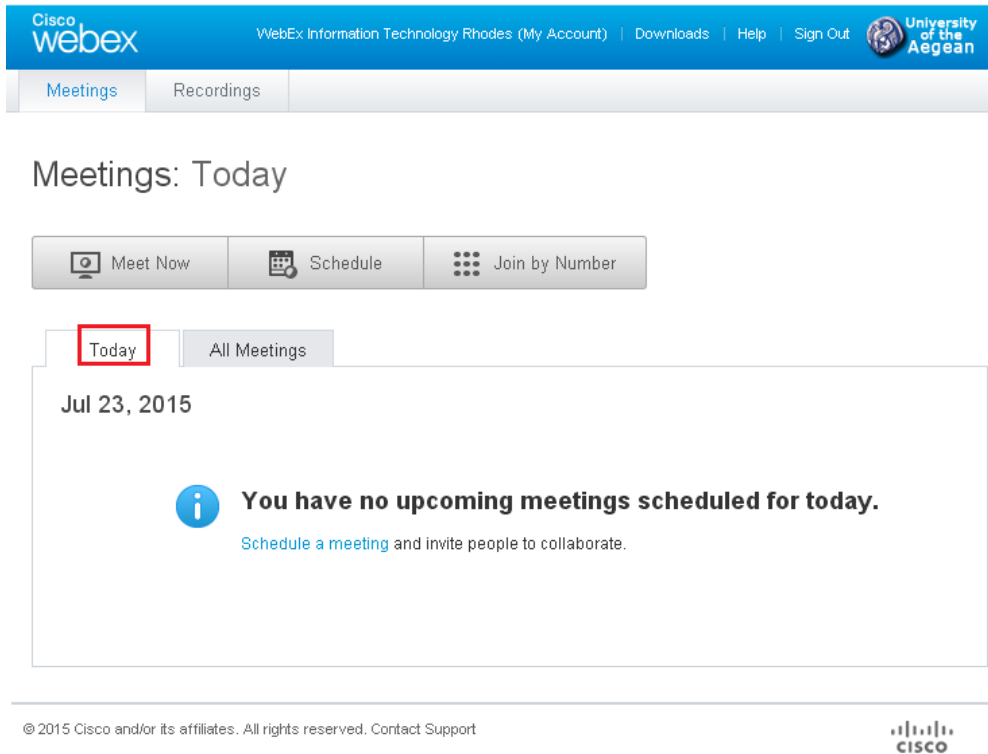 Cisco
webex
WebEx Information Technology Rhodes (My Account) | Downloads | Help | Sign Out
University
of the
Aegean
Meetings Recordings
Meetings: Today
Meet Now Schedule Join by Number
Today All Meetings
Jul 23, 2015
You have no upcoming meetings scheduled for today.
Schedule a meeting and invite people to collaborate.
© 2015 Cisco and/or its affiliates. All rights reserved. Contact Support
CISCO